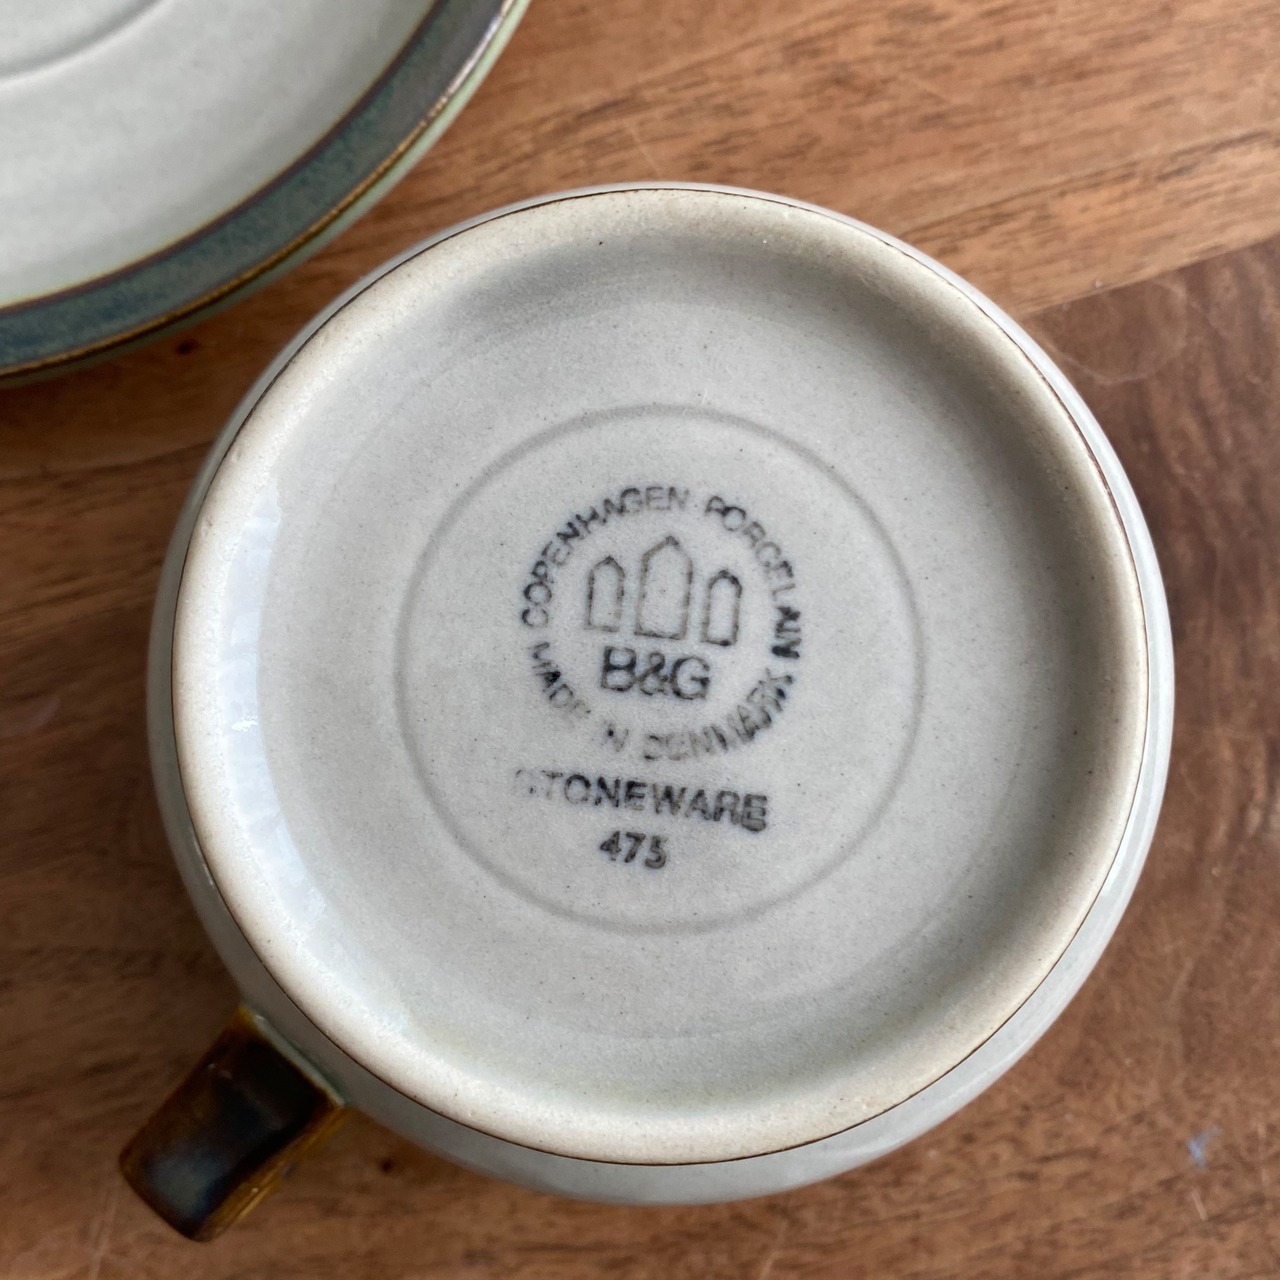 COPENHAGEN PORCELAIN
MADE IN DENMARK
B&G
STONEWARE
475